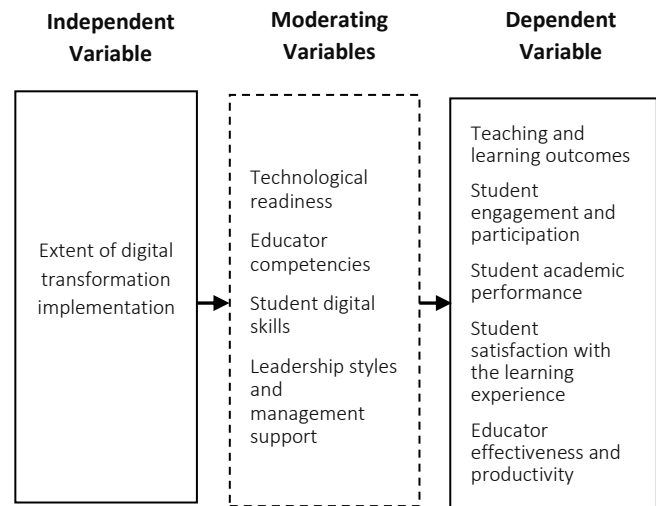 Independent
Variable
Moderating
Variables
Dependent
Variable
Extent of digital
transformation
implementation
Technological
readiness
Educator
competencies
Student digital
skills
Leadership styles
and
management
support
Teaching and
learning outcomes
Student
engagement and
participation
Student academic
performance
Student
satisfaction with
the learning
experience
Educator
effectiveness and
productivity